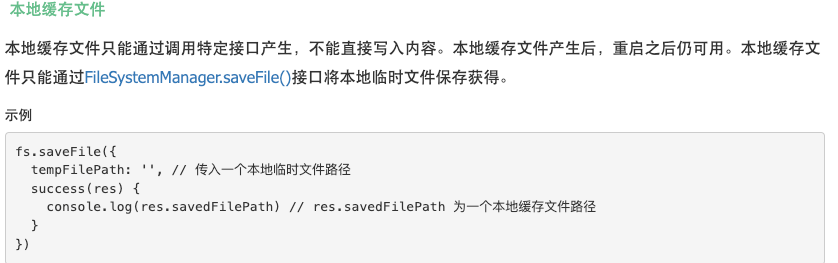 本地缓存文件
本地缓存文件只能通过调用特定接口产生，不能直接写入内容。本地缓存文件产生后，重启之后仍可用。本地缓存文
件只能通过FileSystemManager.saveFile()接口将本地临时文件保存获得。
示例
fs.saveFile({
  tempFilePath: '', // 传入一个本地临时文件路径
  success(res) {
    console.log(res.savedFilePath) // res.savedFilePath 为一个本地缓存文件路径
  }
})